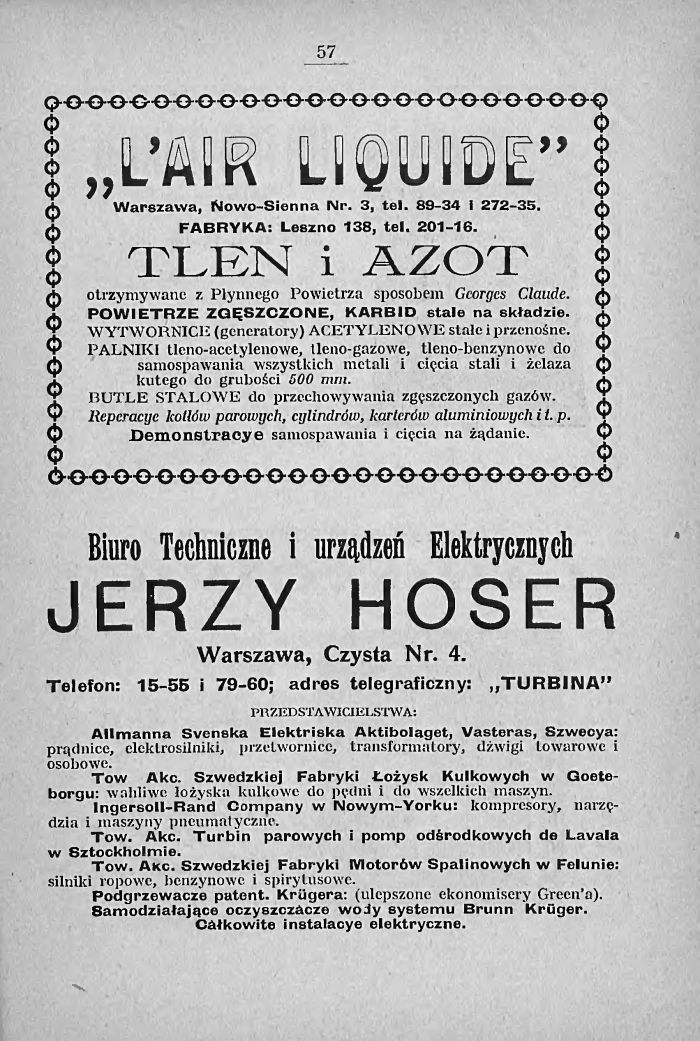 57
„L’AIR LIQUIDE”
Warszawa, Nowo-Sienna Nr. 3, tel. 89-34 i 272-35.
FABRYKA: Leszno 138, tel. 201-16.
TLEN i AZOT
otrzymywane z Płynnego Powietrza sposobem Georges Claude.
POWIETRZE ZGĘSZCZONE, KARBID stale na składzie.
WYTWORNICE (generatory) ACETYLENOWE stałe i przenośne.
PALNIKI tleno-acetylenowe, tleno-gazowe, tleno-benzynowe do
samospawania wszystkich metali i cięcia stali i żelaza
kutego do grubości 500 mm.
BUTLE STALOWE do przechowywania zgęszczonych gazów.
Reperacye kotłów parowych, cylindrów, karterów aluminiowych i t. p.
Demonstracye samospawania i cięcia na żądanie.
Biuro Techniczne i urządzeń Elektrycznych
JERZY HOSER
Warszawa, Czysta Nr. 4.
Telefon: 15-55 i 79-60; adres telegraficzny: „TURBINA”
PRZEDSTAWICIELSTWA:
Allmanna Svenska Elektriska Aktibolaget, Vasteras, Szwecya:
prądnice, elektrosilniki, przetwornice, transformatory, dźwigi towarowe i
osobowe.
Tow Akc. Szwedzkiej Fabryki Łożysk Kulkowych w Goete-
borgu: wahliwe łożyska kulkowe do pędni i do wszelkich maszyn.
Ingersoll-Rand Company w Nowym-Yorku: kompresory, narzę-
dzia i maszyny pneumatyczne.
Tow. Akc. Turbin parowych i pomp odśrodkowych de Lavala
w Sztockholmie.
Tow. Akc. Szwedzkiej Fabryki Motorów Spalinowych w Felunie:
silniki ropowe, benzynowe i spirytusowe.
Podgrzewacze patent. Krügera: (ulepszone ekonomisery Green’a).
Samodziałające oczyszczacze wody systemu Brunn Krüger.
Całkowite instalacye elektryczne.